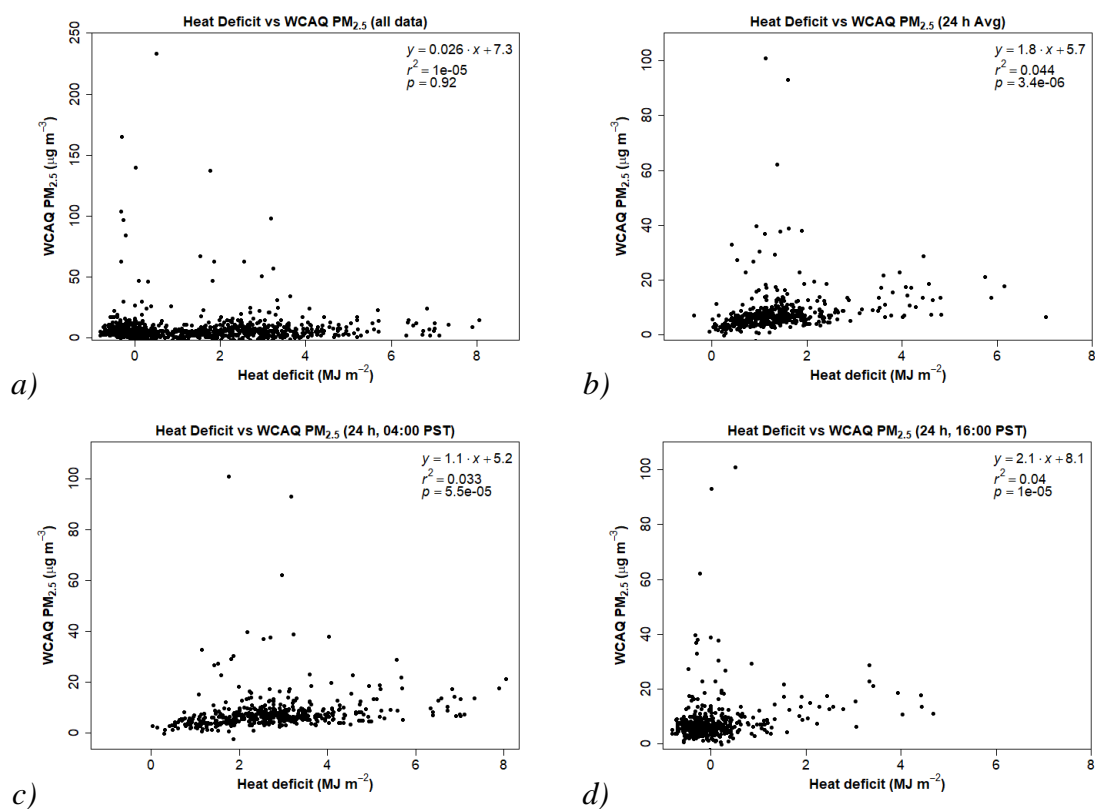 Heat Deficit vs WCAQ PM2.5 (all data)
y = 0.026 · x + 7.3
r² = 1e-05
p = 0.92
250
200
150
100
50
0
WCAQ PM2.5 (μg m⁻³)
0 2 4 6 8
Heat deficit (MJ m⁻²)
a)
Heat Deficit vs WCAQ PM2.5 (24 h Avg)
y = 1.8 · x + 5.7
r² = 0.044
p = 3.4e-06
100
80
60
40
20
0
WCAQ PM2.5 (μg m⁻³)
0 2 4 6 8
Heat deficit (MJ m⁻²)
b)
Heat Deficit vs WCAQ PM2.5 (24 h, 04:00 PST)
y = 1.1 · x + 5.2
r² = 0.033
p = 5.5e-05
100
80
60
40
20
0
WCAQ PM2.5 (μg m⁻³)
0 2 4 6 8
Heat deficit (MJ m⁻²)
c)
Heat Deficit vs WCAQ PM2.5 (24 h, 16:00 PST)
y = 2.1 · x + 8.1
r² = 0.04
p = 1e-05
100
80
60
40
20
0
WCAQ PM2.5 (μg m⁻³)
0 2 4 6 8
Heat deficit (MJ m⁻²)
d)